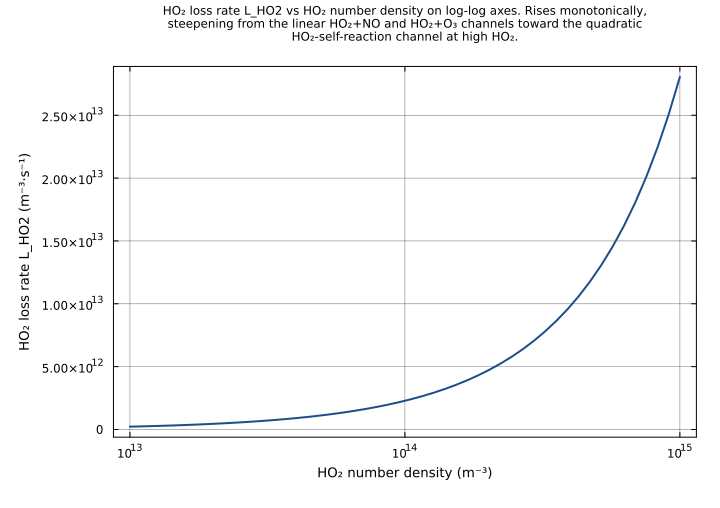 HO₂ loss rate L_HO2 vs HO₂ number density on log-log axes. Rises monotonically,
steepening from the linear HO₂+NO and HO₂+O₃ channels toward the quadratic
HO₂-self-reaction channel at high HO₂.
HO₂ loss rate L_HO2 (m⁻³·s⁻¹)
2.50×10¹³
2.00×10¹³
1.50×10¹³
1.00×10¹³
5.00×10¹²
0
10¹³ 10¹⁴ 10¹⁵
HO₂ number density (m⁻³)